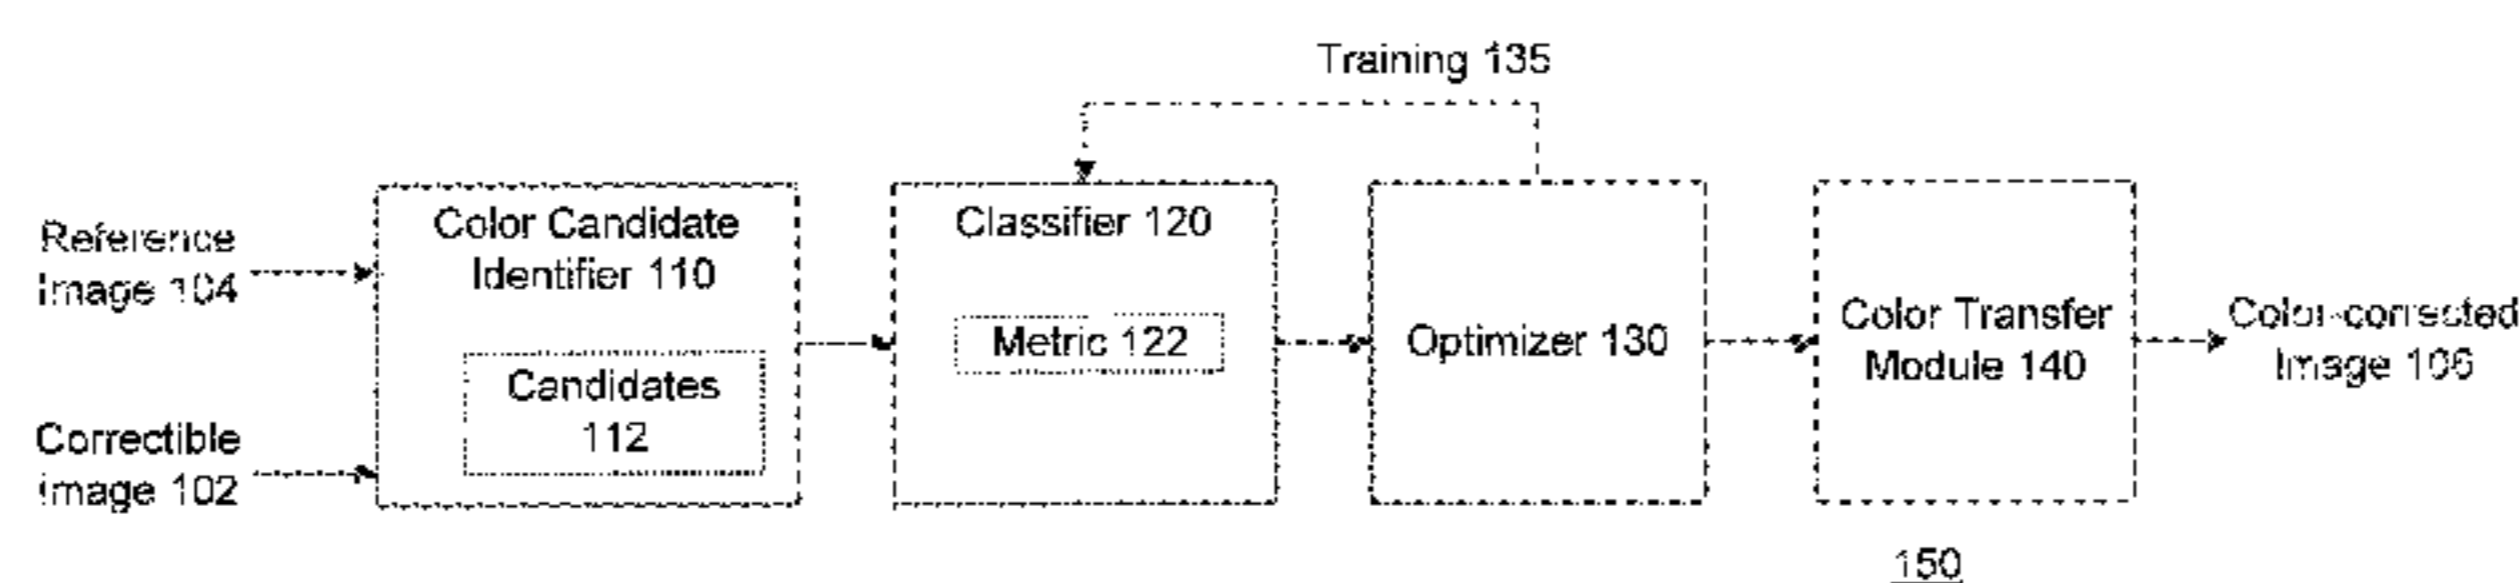 Training 135
Reference
Image 104
Color Candidate
Identifier 110
Candidates
112
Correctible
Image 102
Classifier 120
Metric 122
Optimizer 130
Color Transfer
Module 140
Color-corrected
Image 106
150